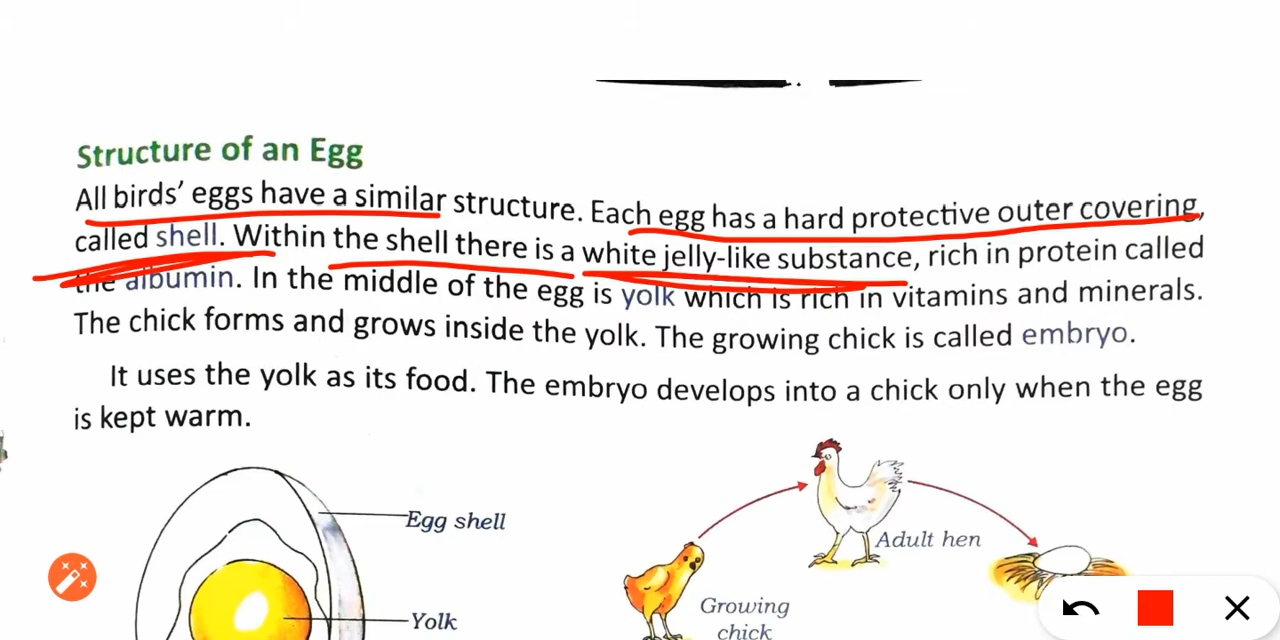 Structure of an Egg
All birds’ eggs have a similar structure. Each egg has a hard protective outer covering,
called shell. Within the shell there is a white jelly-like substance, rich in protein called
the albumin. In the middle of the egg is yolk which is rich in vitamins and minerals.
The chick forms and grows inside the yolk. The growing chick is called embryo.
It uses the yolk as its food. The embryo develops into a chick only when the egg
is kept warm.
Egg shell
Adult hen
Growing
chick
Yolk